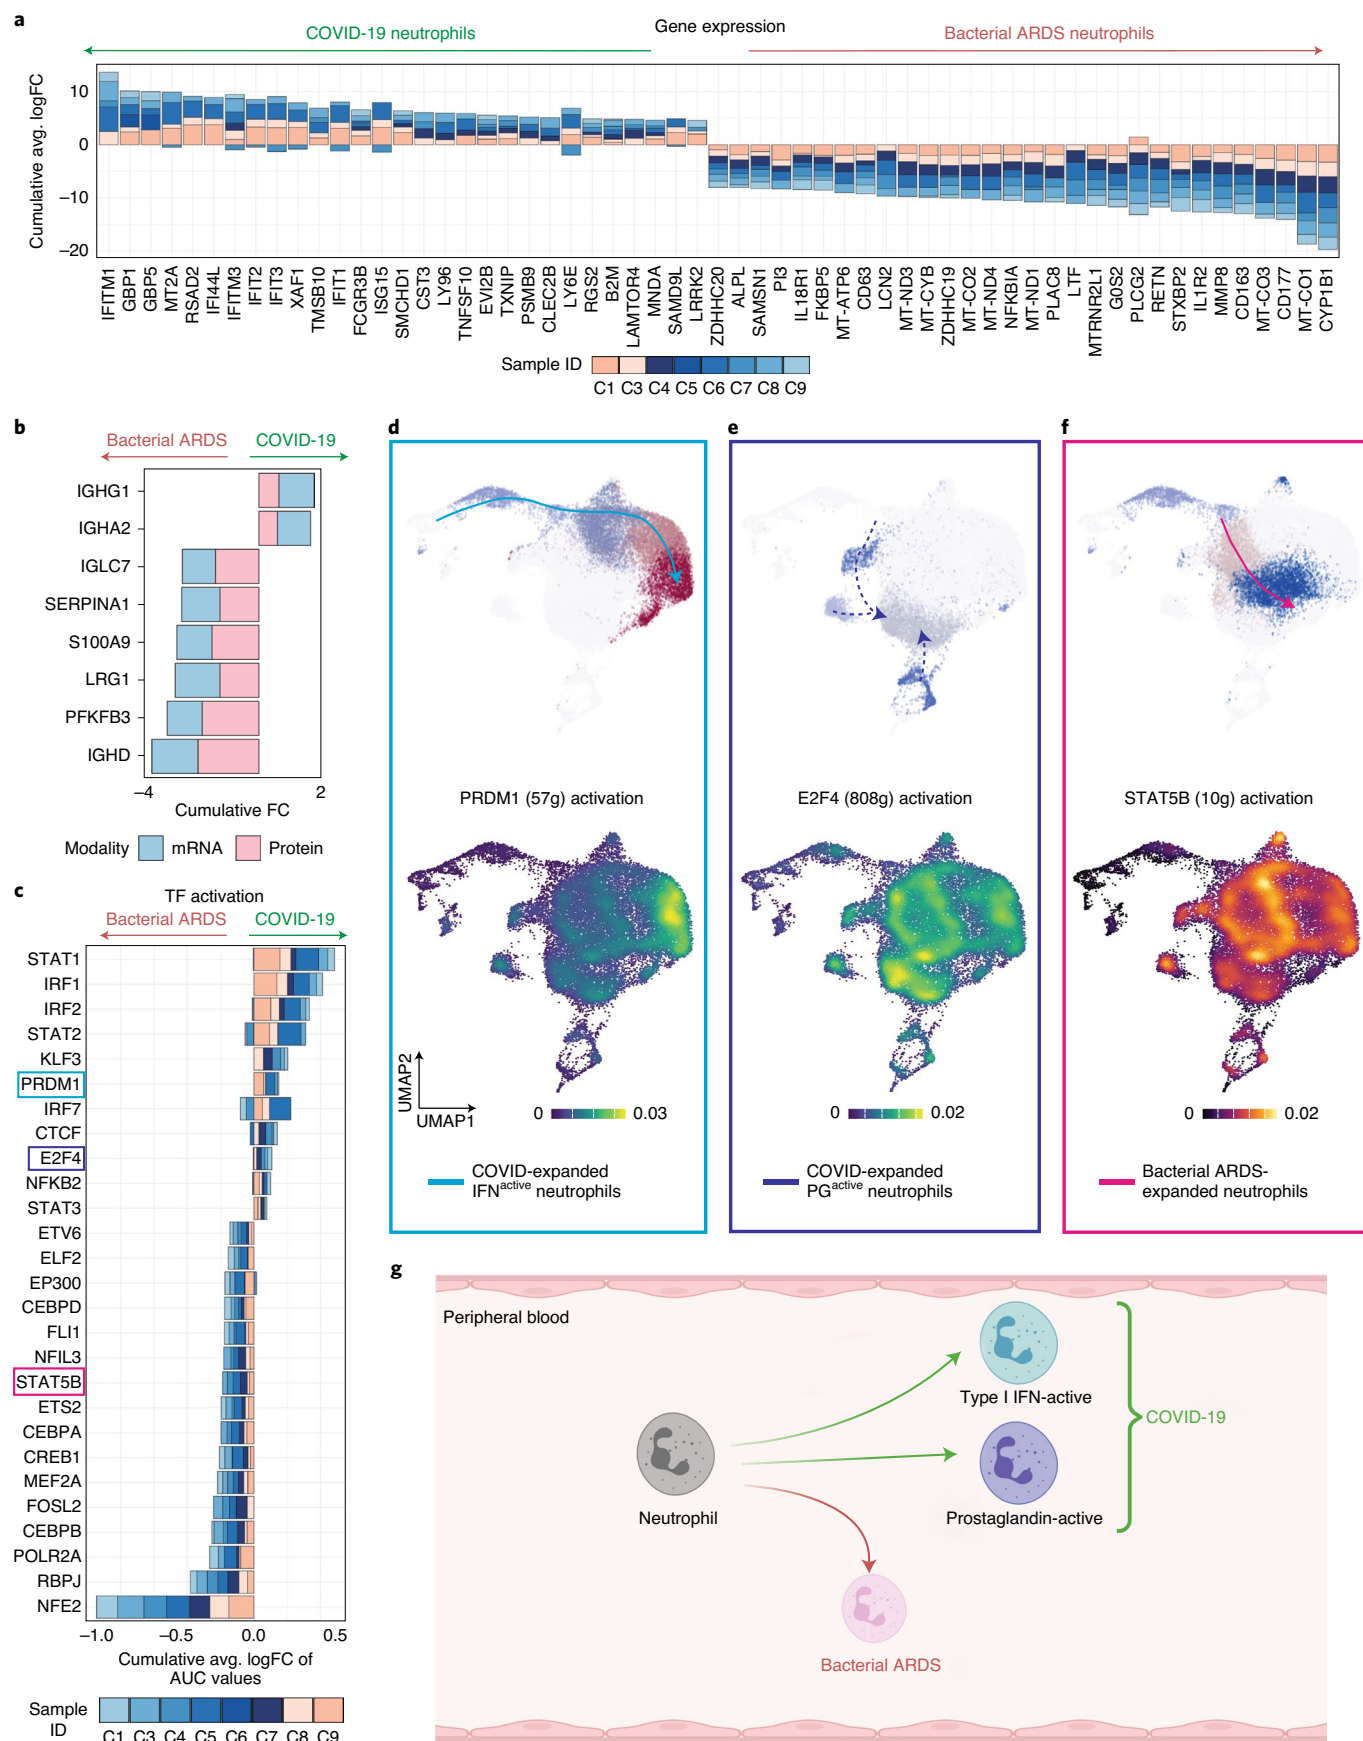 a
COVID-19 neutrophils
Gene expression
Bacterial ARDS neutrophils
Cumulative avg. logFC
10
0
−10
−20
IFITM1
GBP1
GBP5
MT2A
RSAD2
IFI44L
IFITM3
IFIT2
IFIT3
XAF1
TMSB10
IFIT1
FCGR3B
ISG15
SMCHD1
CST3
LY96
TNFSF10
EVI2B
TXNIP
PSMB9
CLEC2B
LY6E
RGS2
B2M
LAMTOR4
MNDA
SAMD9L
LRRK2
ZDHHC20
ALPL
SAMSN1
PI3
IL18R1
FKBP5
MT-ATP6
CD63
LCN2
MT-ND3
MT-CYB
ZDHHC19
MT-CO2
MT-ND4
NFKBIA
MT-ND1
PLAC8
LTF
MTRNR2L1
G0S2
PLCG2
RETN
STXBP2
IL1R2
MMP8
CD163
MT-CO3
CD177
MT-CO1
CYP1B1
Sample ID
C1 C3 C4 C5 C6 C7 C8 C9
b
Bacterial ARDS
COVID-19
IGHG1
IGHA2
IGLC7
SERPINA1
S100A9
LRG1
PFKFB3
IGHD
−4
2
Cumulative FC
Modality
mRNA
Protein
c
TF activation
Bacterial ARDS
COVID-19
STAT1
IRF1
IRF2
STAT2
KLF3
PRDM1
IRF7
CTCF
E2F4
NFKB2
STAT3
ETV6
ELF2
EP300
CEBPD
FLI1
NFIL3
STAT5B
ETS2
CEBPA
CREB1
MEF2A
FOSL2
CEBPB
POLR2A
RBPJ
NFE2
−1.0
−0.5
0.0
0.5
Cumulative avg. logFC of
AUC values
Sample
ID
C1 C3 C4 C5 C6 C7 C8 C9
d
PRDM1 (57g) activation
UMAP2
UMAP1
0
0.03
COVID-expanded
IFNactive neutrophils
e
E2F4 (808g) activation
0
0.02
COVID-expanded
PGactive neutrophils
f
STAT5B (10g) activation
0
0.02
Bacterial ARDS-
expanded neutrophils
g
Peripheral blood
Type I IFN-active
COVID-19
Neutrophil
Prostaglandin-active
Bacterial ARDS